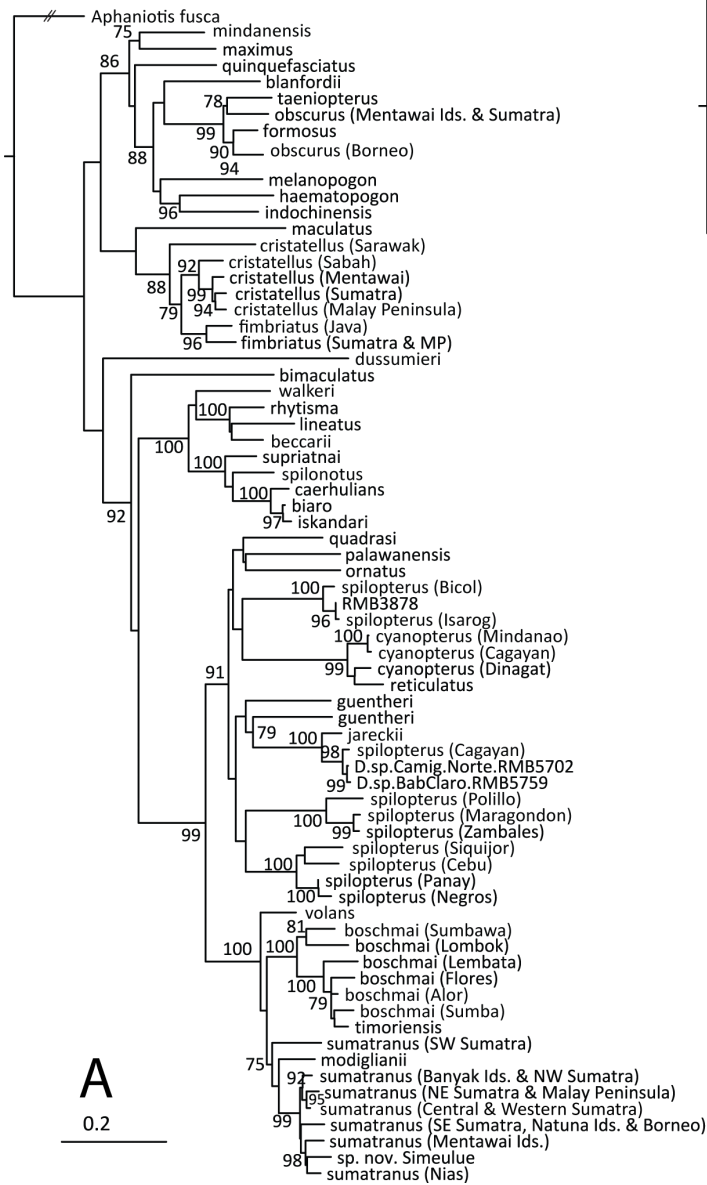 Aphaniotis fusca
75
mindanensis
maximus
86
quinquefasciatus
blanfordii
78
taeniopterus
obscurus (Mentawai Ids. & Sumatra)
99
formosus
90
obscurus (Borneo)
88
94
melanopogon
haematopogon
96
indochinensis
maculatus
cristatellus (Sarawak)
92
cristatellus (Sabah)
cristatellus (Mentawai)
88
99
cristatellus (Sumatra)
79
94
cristatellus (Malay Peninsula)
fimbriatus (Java)
96
fimbriatus (Sumatra & MP)
dussumieri
bimaculatus
walkeri
100
rhytisma
lineatus
100
beccarii
100
supriatnai
spilonotus
100
caerhulians
biaro
92
97
iskandari
quadrasi
palawanensis
ornatus
100
spilopterus (Bicol)
RMB3878
96
spilopterus (Isarog)
100
cyanopterus (Mindanao)
cyanopterus (Cagayan)
91
99
cyanopterus (Dinagat)
reticulatus
guentheri
guentheri
79
100
jareckii
98
spilopterus (Cagayan)
D.sp.Camig.Norte.RMB5702
99
D.sp.BabClaro.RMB5759
spilopterus (Polillo)
100
spilopterus (Maragondon)
99
99
spilopterus (Zambales)
spilopterus (Siquijor)
100
spilopterus (Cebu)
spilopterus (Panay)
100
spilopterus (Negros)
volans
81
boschmai (Sumbawa)
100
100
boschmai (Lombok)
boschmai (Lembata)
100
boschmai (Flores)
79
boschmai (Alor)
boschmai (Sumba)
timoriensis
sumatranus (SW Sumatra)
75
modiglianii
A
92
sumatranus (Banyak Ids. & NW Sumatra)
95
sumatranus (NE Sumatra & Malay Peninsula)
sumatranus (Central & Western Sumatra)
0.2
99
sumatranus (SE Sumatra, Natuna Ids. & Borneo)
sumatranus (Mentawai Ids.)
98
sp. nov. Simeulue
sumatranus (Nias)